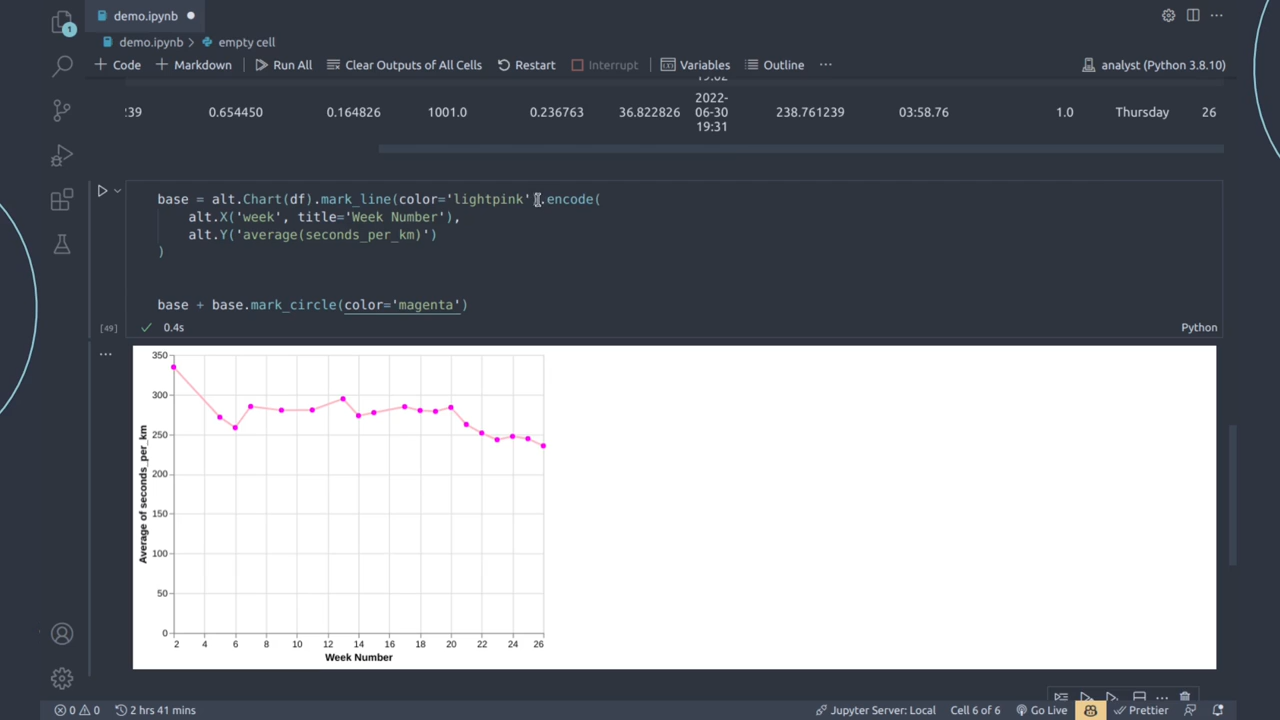 demo.ipynb
demo.ipynb > empty cell
+ Code + Markdown Run All Clear Outputs of All Cells Restart Interrupt Variables Outline ... analyst (Python 3.8.10)
:39 0.654450 0.164826 1001.0 0.236763 36.822826 2022-06-30 19:31 238.761239 03:58.76 1.0 Thursday 26
base = alt.Chart(df).mark_line(color='lightpink').encode(
alt.X('week', title='Week Number'),
alt.Y('average(seconds_per_km)')
)
base + base.mark_circle(color='magenta')
[49] 0.4s Python
350
300
250
200
150
100
50
0
Average of seconds_per_km
2 4 6 8 10 12 14 16 18 20 22 24 26
Week Number
1
0 0 2 hrs 41 mins Jupyter Server: Local Cell 6 of 6 Go Live Prettier